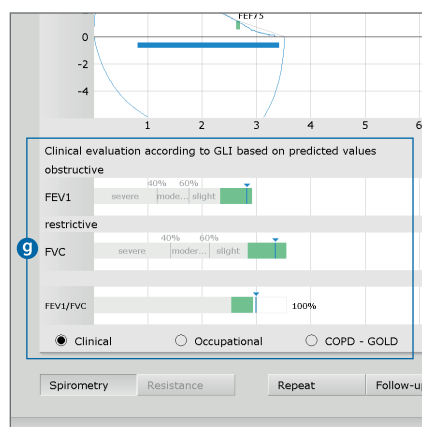 FEF75
0
-2
-4
1 2 3 4 5 6
Clinical evaluation according to GLI based on predicted values
obstructive
40% 60%
FEV1 severe mode... slight
restrictive
40% 60%
g
FVC severe moder... slight
FEV1/FVC 100%
Clinical Occupational COPD - GOLD
Spirometry Resistance Repeat Follow-u